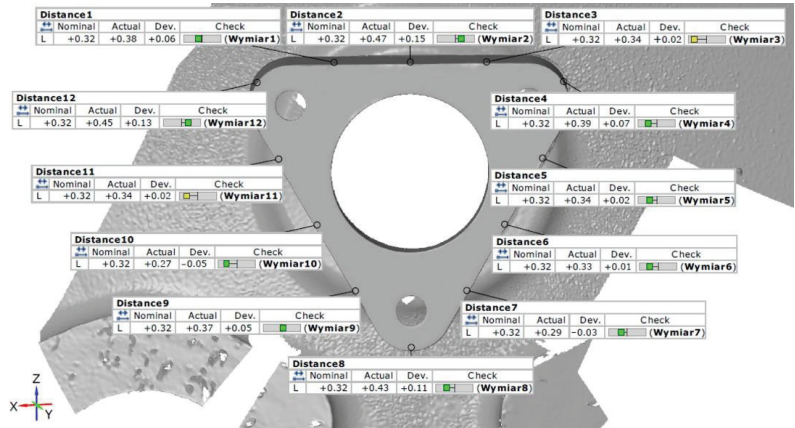 Distance1
Nominal Actual Dev. Check
L +0.32 +0.38 +0.06 (Wymiar1)
Distance2
Nominal Actual Dev. Check
L +0.32 +0.47 +0.15 (Wymiar2)
Distance3
Nominal Actual Dev. Check
L +0.32 +0.34 +0.02 (Wymiar3)
Distance12
Nominal Actual Dev. Check
L +0.32 +0.45 +0.13 (Wymiar12)
Distance4
Nominal Actual Dev. Check
L +0.32 +0.39 +0.07 (Wymiar4)
Distance11
Nominal Actual Dev. Check
L +0.32 +0.34 +0.02 (Wymiar11)
Distance5
Nominal Actual Dev. Check
L +0.32 +0.34 +0.02 (Wymiar5)
Distance10
Nominal Actual Dev. Check
L +0.32 +0.27 −0.05 (Wymiar10)
Distance6
Nominal Actual Dev. Check
L +0.32 +0.33 +0.01 (Wymiar6)
Distance9
Nominal Actual Dev. Check
L +0.32 +0.37 +0.05 (Wymiar9)
Distance7
Nominal Actual Dev. Check
L +0.32 +0.29 −0.03 (Wymiar7)
Distance8
Nominal Actual Dev. Check
L +0.32 +0.43 +0.11 (Wymiar8)
Z
X
Y